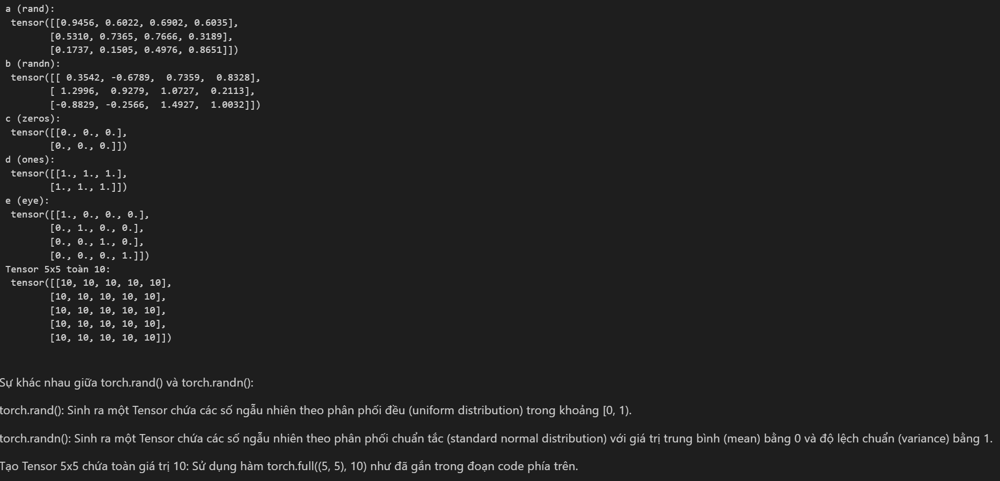 a (rand):
tensor([[0.9456, 0.6022, 0.6902, 0.6035],
[0.5310, 0.7365, 0.7666, 0.3189],
[0.1737, 0.1505, 0.4976, 0.8651]])
b (randn):
tensor([[ 0.3542, -0.6789,  0.7359,  0.8328],
[ 1.2996,  0.9279,  1.0727,  0.2113],
[-0.8829, -0.2566,  1.4927,  1.0032]])
c (zeros):
tensor([[0., 0., 0.],
[0., 0., 0.]])
d (ones):
tensor([[1., 1., 1.],
[1., 1., 1.]])
e (eye):
tensor([[1., 0., 0., 0.],
[0., 1., 0., 0.],
[0., 0., 1., 0.],
[0., 0., 0., 1.]])
Tensor 5x5 toàn 10:
tensor([[10, 10, 10, 10, 10],
[10, 10, 10, 10, 10],
[10, 10, 10, 10, 10],
[10, 10, 10, 10, 10],
[10, 10, 10, 10, 10]])
Sự khác nhau giữa torch.rand() và torch.randn():
torch.rand(): Sinh ra một Tensor chứa các số ngẫu nhiên theo phân phối đều (uniform distribution) trong khoảng [0, 1).
torch.randn(): Sinh ra một Tensor chứa các số ngẫu nhiên theo phân phối chuẩn tắc (standard normal distribution) với giá trị trung bình (mean) bằng 0 và độ lệch chuẩn (variance) bằng 1.
Tạo Tensor 5x5 chứa toàn giá trị 10: Sử dụng hàm torch.full((5, 5), 10) như đã gắn trong đoạn code phía trên.